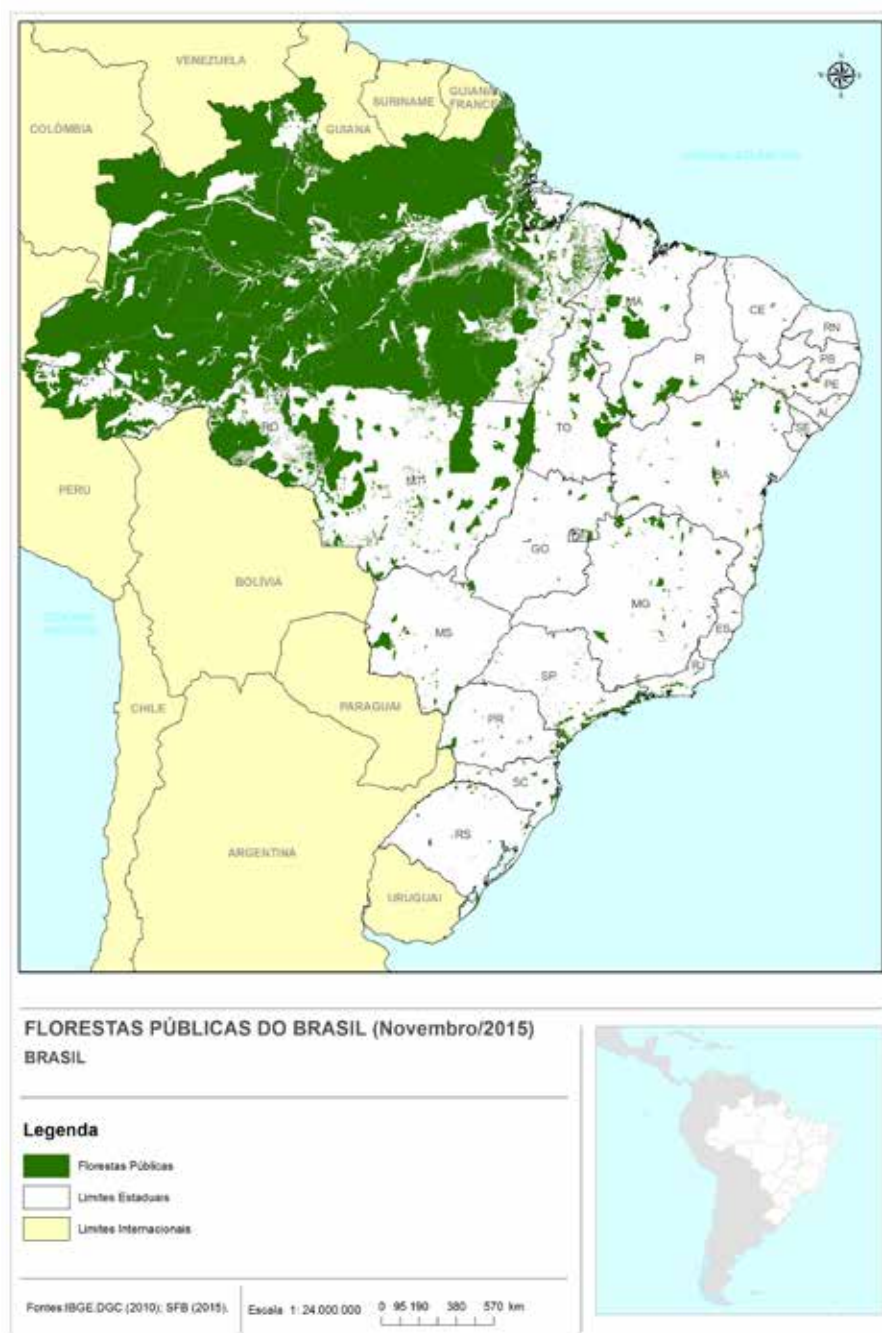 VENEZUELA
SURINAME
GUIANA FRANCESA
COLÔMBIA
GUIANA
MA
CE
RN
PB
PI
PE
AL
SE
TO
RO
BA
MT
PERU
GO
BOLÍVIA
MG
MS
ES
SP
RJ
PARAGUAI
CHILE
PR
SC
RS
ARGENTINA
URUGUAI
FLORESTAS PÚBLICAS DO BRASIL (Novembro/2015)
BRASIL
Legenda
Florestas Públicas
Limites Estaduais
Limites Internacionais
Fontes:IBGE.DGC (2010); SFB (2015).
Escala 1: 24.000.000
0 95 190 380 570 km